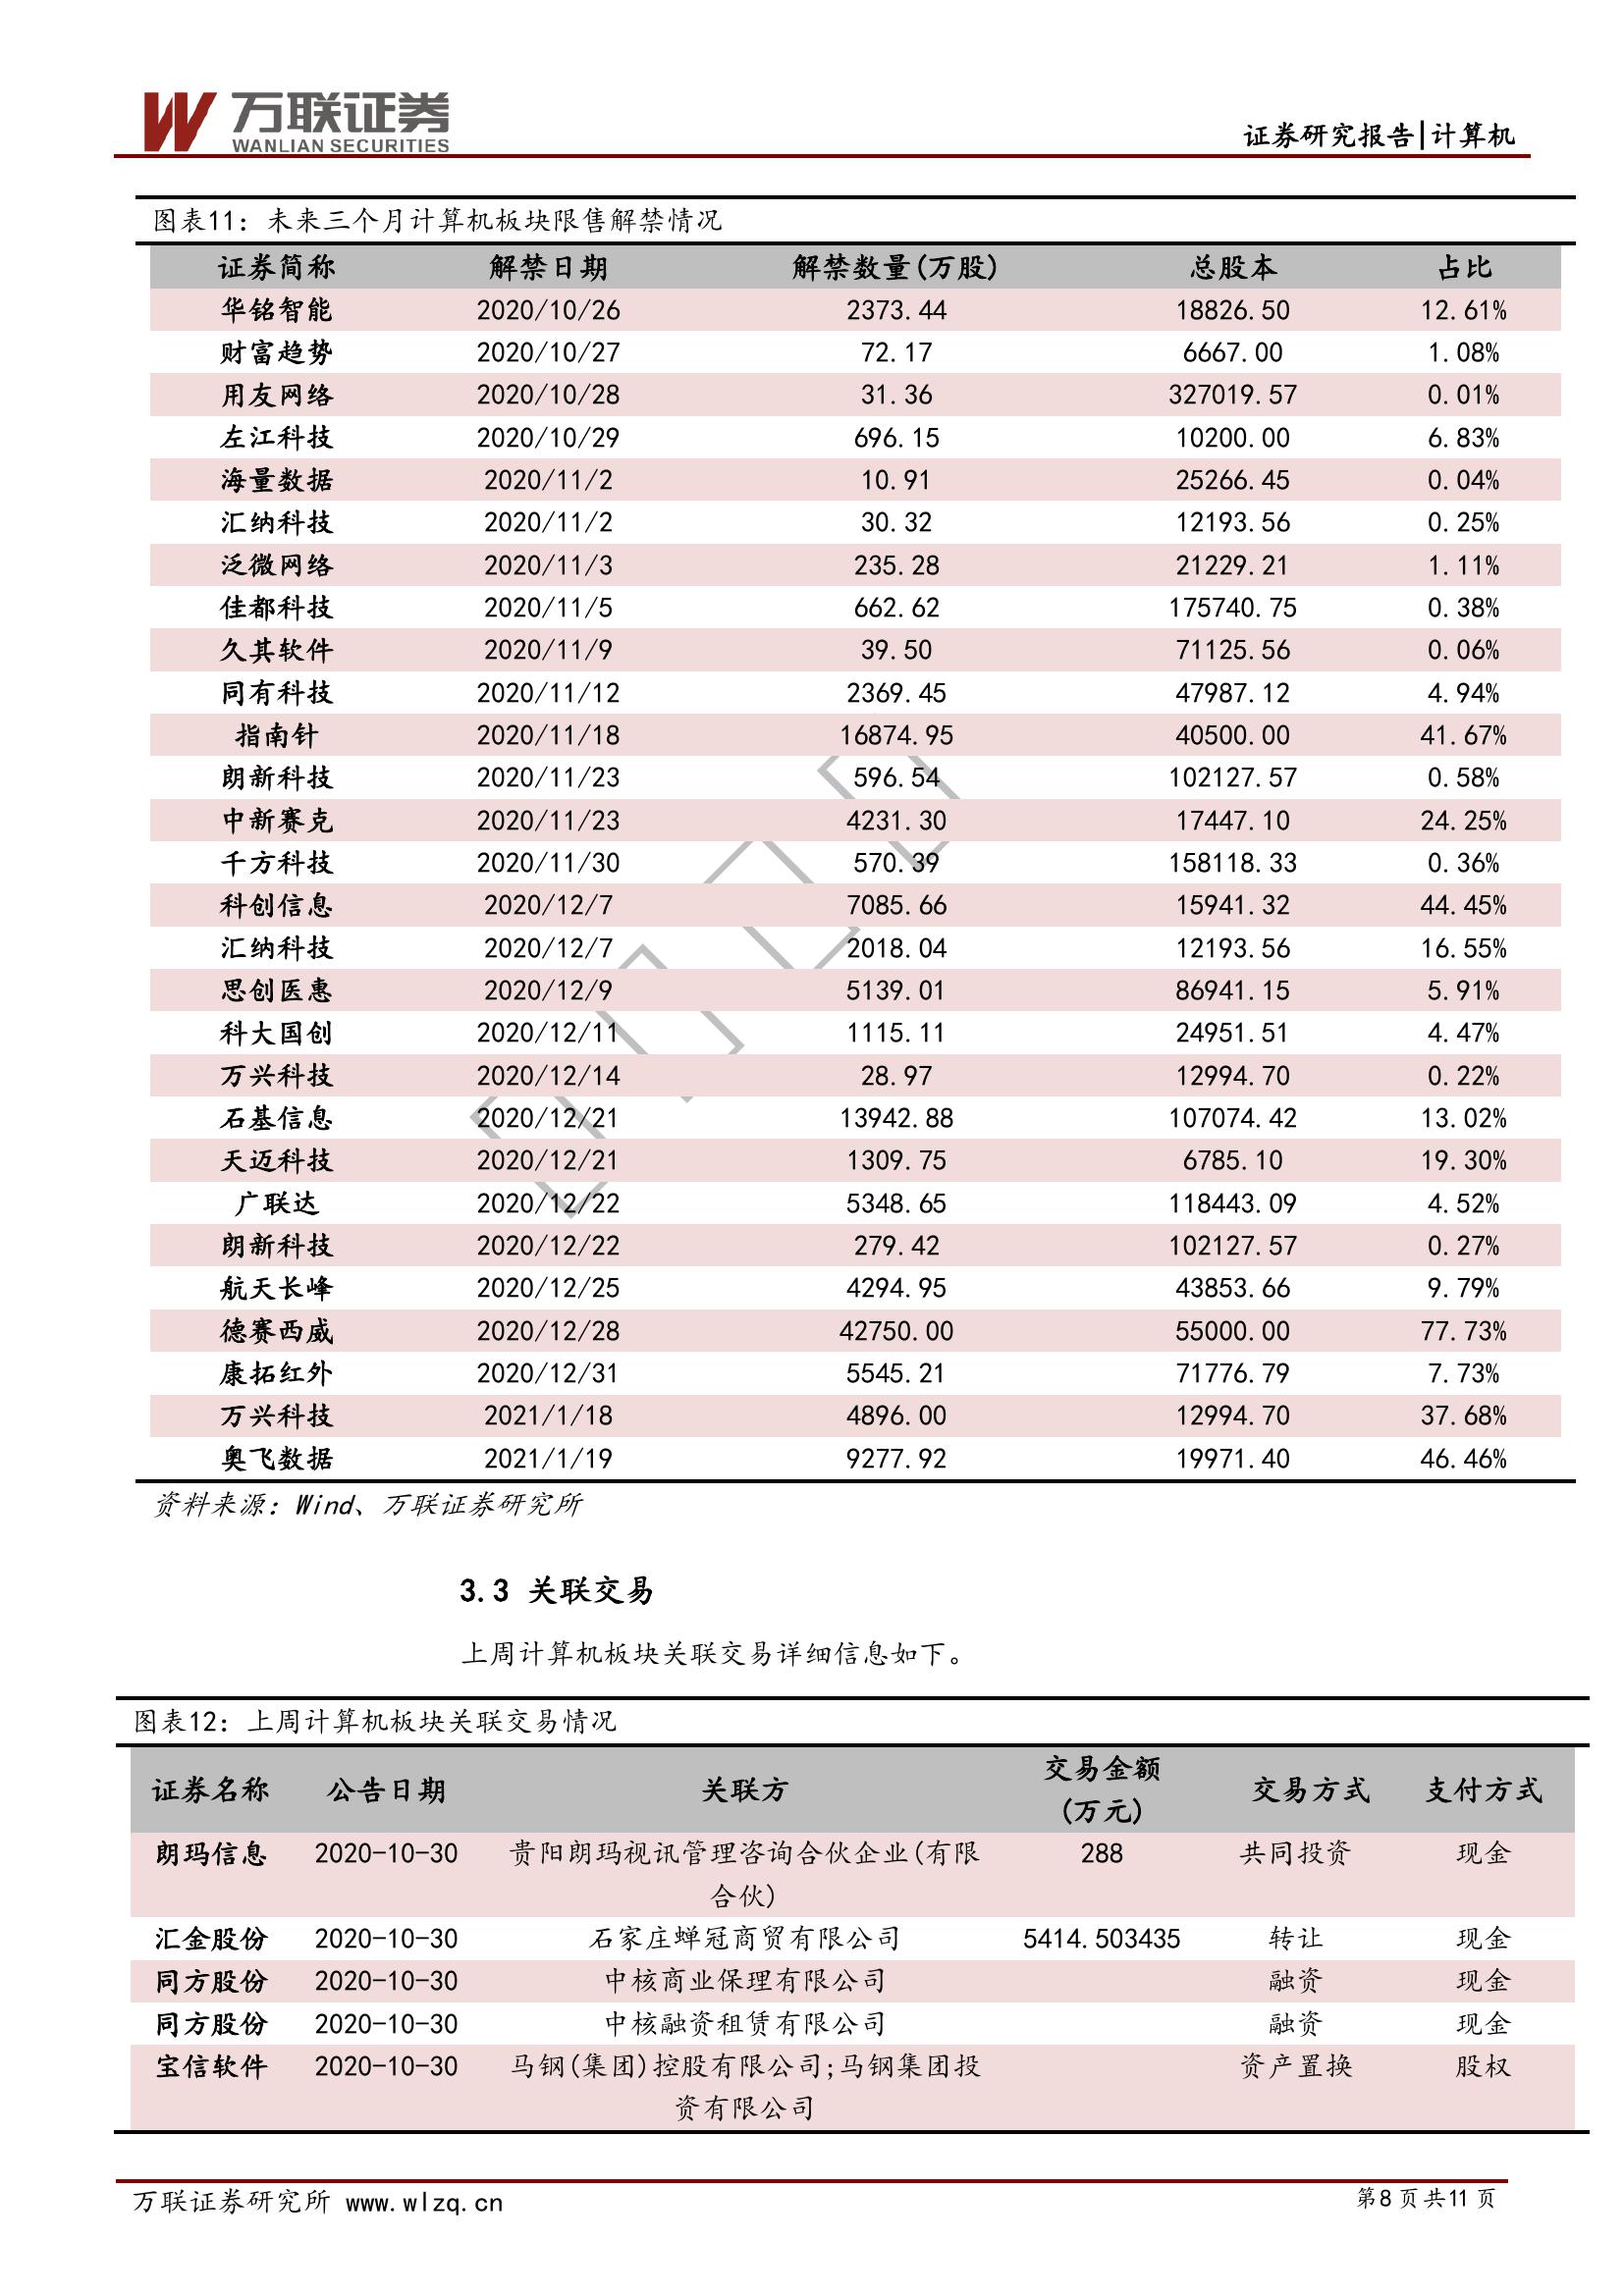 万联证券
WANLIAN SECURITIES
证券研究报告|计算机
图表11：未来三个月计算机板块限售解禁情况
证券简称 解禁日期 解禁数量(万股) 总股本 占比
华铭智能 2020/10/26 2373.44 18826.50 12.61%
财富趋势 2020/10/27 72.17 6667.00 1.08%
用友网络 2020/10/28 31.36 327019.57 0.01%
左江科技 2020/10/29 696.15 10200.00 6.83%
海量数据 2020/11/2 10.91 25266.45 0.04%
汇纳科技 2020/11/2 30.32 12193.56 0.25%
泛微网络 2020/11/3 235.28 21229.21 1.11%
佳都科技 2020/11/5 662.62 175740.75 0.38%
久其软件 2020/11/9 39.50 71125.56 0.06%
同有科技 2020/11/12 2369.45 47987.12 4.94%
指南针 2020/11/18 16874.95 40500.00 41.67%
朗新科技 2020/11/23 596.54 102127.57 0.58%
中新赛克 2020/11/23 4231.30 17447.10 24.25%
千方科技 2020/11/30 570.39 158118.33 0.36%
科创信息 2020/12/7 7085.66 15941.32 44.45%
汇纳科技 2020/12/7 2018.04 12193.56 16.55%
思创医惠 2020/12/9 5139.01 86941.15 5.91%
科大国创 2020/12/11 1115.11 24951.51 4.47%
万兴科技 2020/12/14 28.97 12994.70 0.22%
石基信息 2020/12/21 13942.88 107074.42 13.02%
天迈科技 2020/12/21 1309.75 6785.10 19.30%
广联达 2020/12/22 5348.65 118443.09 4.52%
朗新科技 2020/12/22 279.42 102127.57 0.27%
航天长峰 2020/12/25 4294.95 43853.66 9.79%
德赛西威 2020/12/28 42750.00 55000.00 77.73%
康拓红外 2020/12/31 5545.21 71776.79 7.73%
万兴科技 2021/1/18 4896.00 12994.70 37.68%
奥飞数据 2021/1/19 9277.92 19971.40 46.46%
资料来源：Wind、万联证券研究所
3.3 关联交易
上周计算机板块关联交易详细信息如下。
图表12：上周计算机板块关联交易情况
证券名称 公告日期 关联方 交易金额 交易方式 支付方式
(万元)
朗玛信息 2020-10-30 贵阳朗玛视讯管理咨询合伙企业(有限 288 共同投资 现金
合伙)
汇金股份 2020-10-30 石家庄蝉冠商贸有限公司 5414.503435 转让 现金
同方股份 2020-10-30 中核商业保理有限公司 融资 现金
同方股份 2020-10-30 中核融资租赁有限公司 融资 现金
宝信软件 2020-10-30 马钢(集团)控股有限公司;马钢集团投 资产置换 股权
资有限公司
万联证券研究所 www.wlzq.cn 第8页共11页